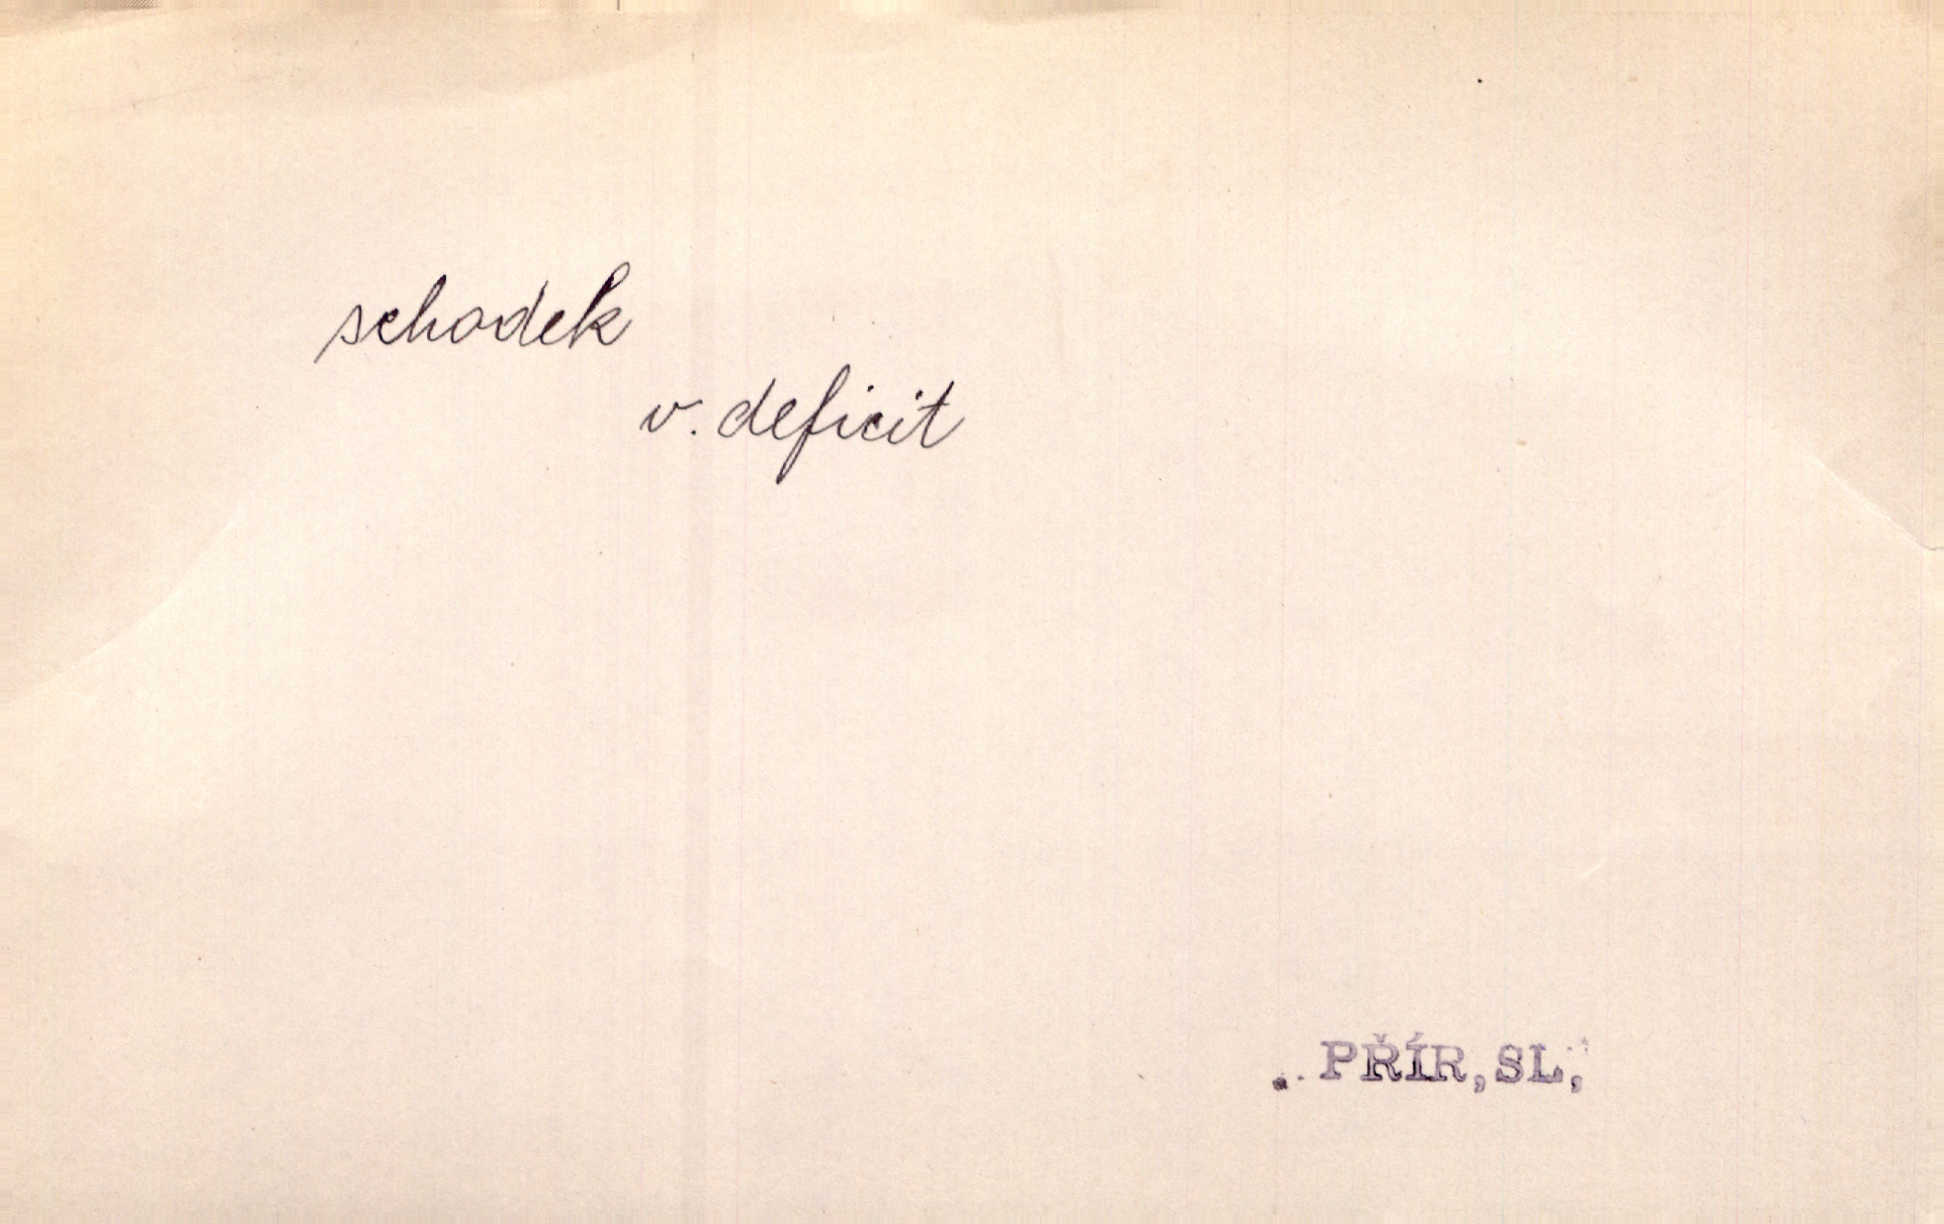 schodek
v. deficit
PŘÍR, SL,